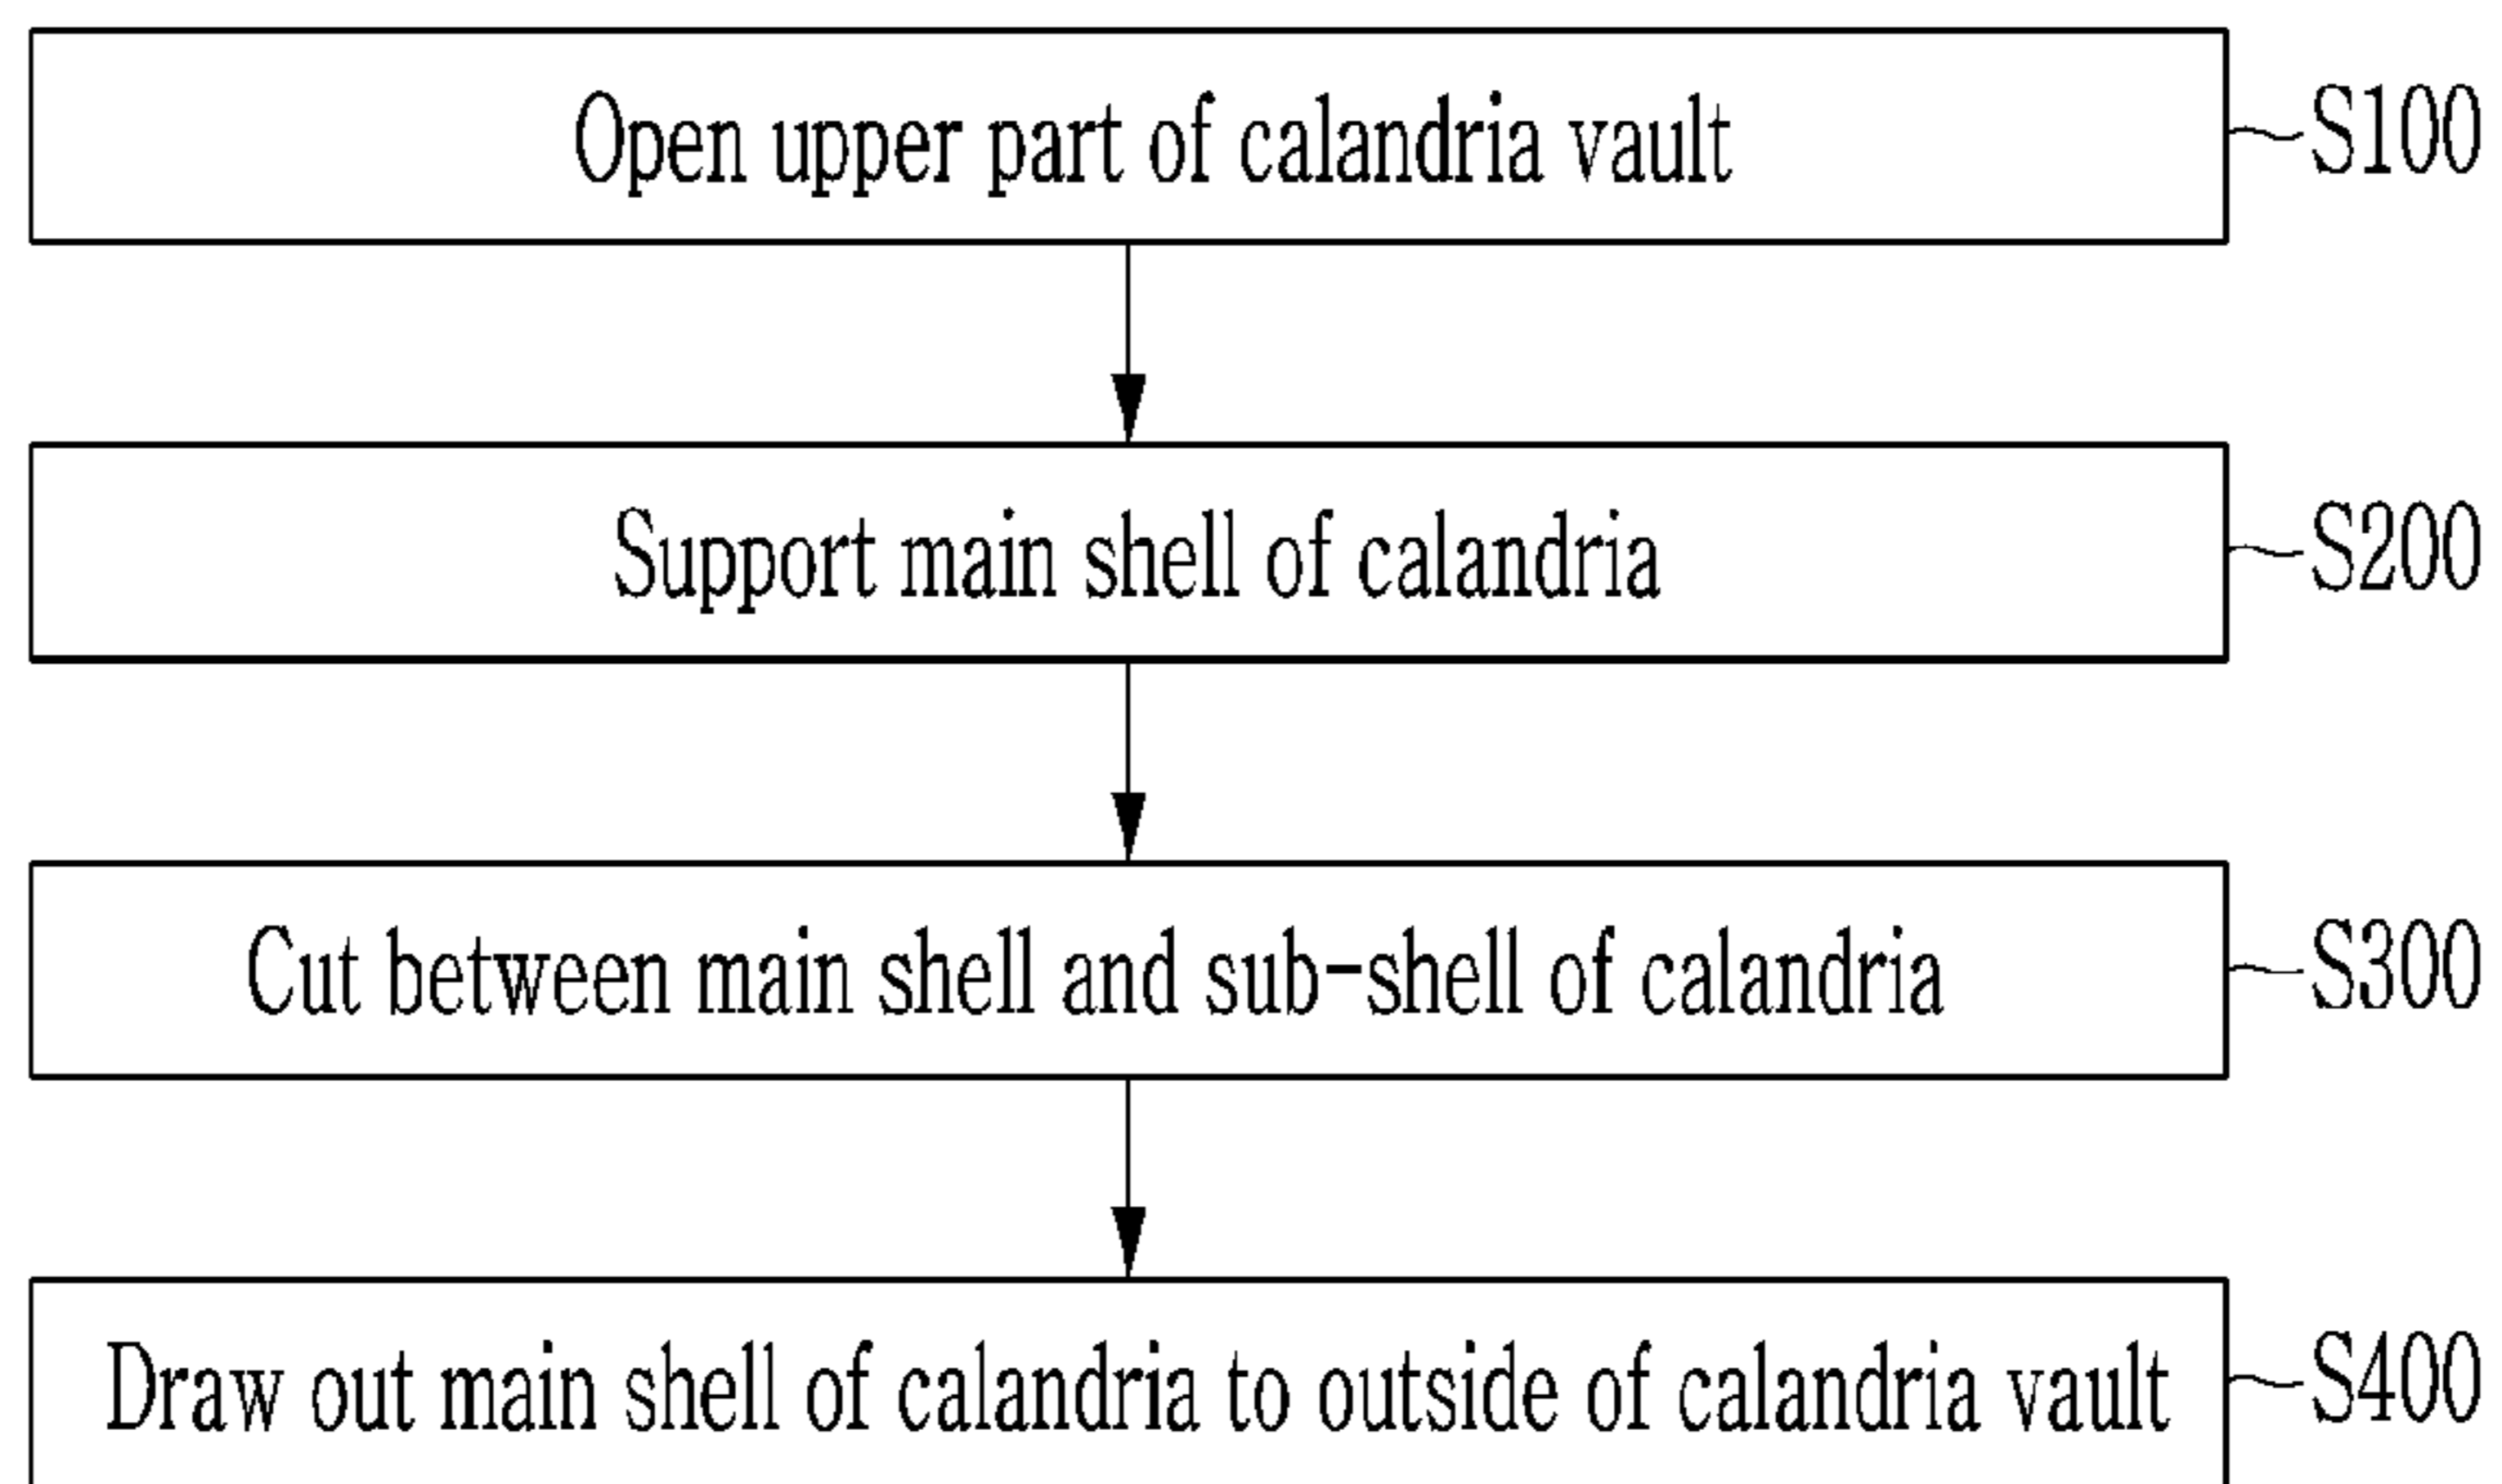 Open upper part of calandria vault S100
Support main shell of calandria S200
Cut between main shell and sub-shell of calandria S300
Draw out main shell of calandria to outside of calandria vault S400